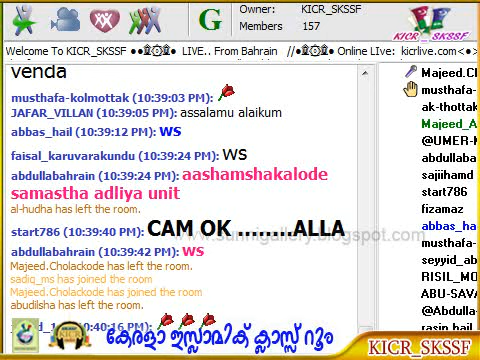 Owner: KICR_SKSSF
Members 157
KICR_SKSSF
Welcome To KICR_SKSSF
LIVE.. From Bahrain
Online LIve: kicrlive.com
venda
musthafa-kolmottak (10:39:03 PM):
JAFAR_VILLAN (10:39:05 PM): assalamu alaikum
abbas_hail (10:39:12 PM): WS
faisal_karuvarakundu (10:39:24 PM): WS
abdullabahrain (10:39:24 PM): aashamshakalode
samastha adliya unit
al-hudha has left the room.
start786 (10:39:40 PM): CAM OK ........ALLA
abdullabahrain (10:39:42 PM): WS
Majeed.Cholackode has left the room.
sadiq_ms has joined the room
Majeed.Cholackode has joined the room
abudilsha has left the room.
10:40:16 PM):
Majeed.C
musthafa-
ak-thottak
Majeed_A
@UMER-
abdullaba
sajiihamd
start786
fizamaz
abbas_ha
musthafa-
seyyid_ab
RISIL_MO
ABU-SAVA
@Abdulla-
rasin hail
കേരളാ ഇസ്ലാമിക് ക്ലാസ്സ് റൂം
KICR_SKSSF